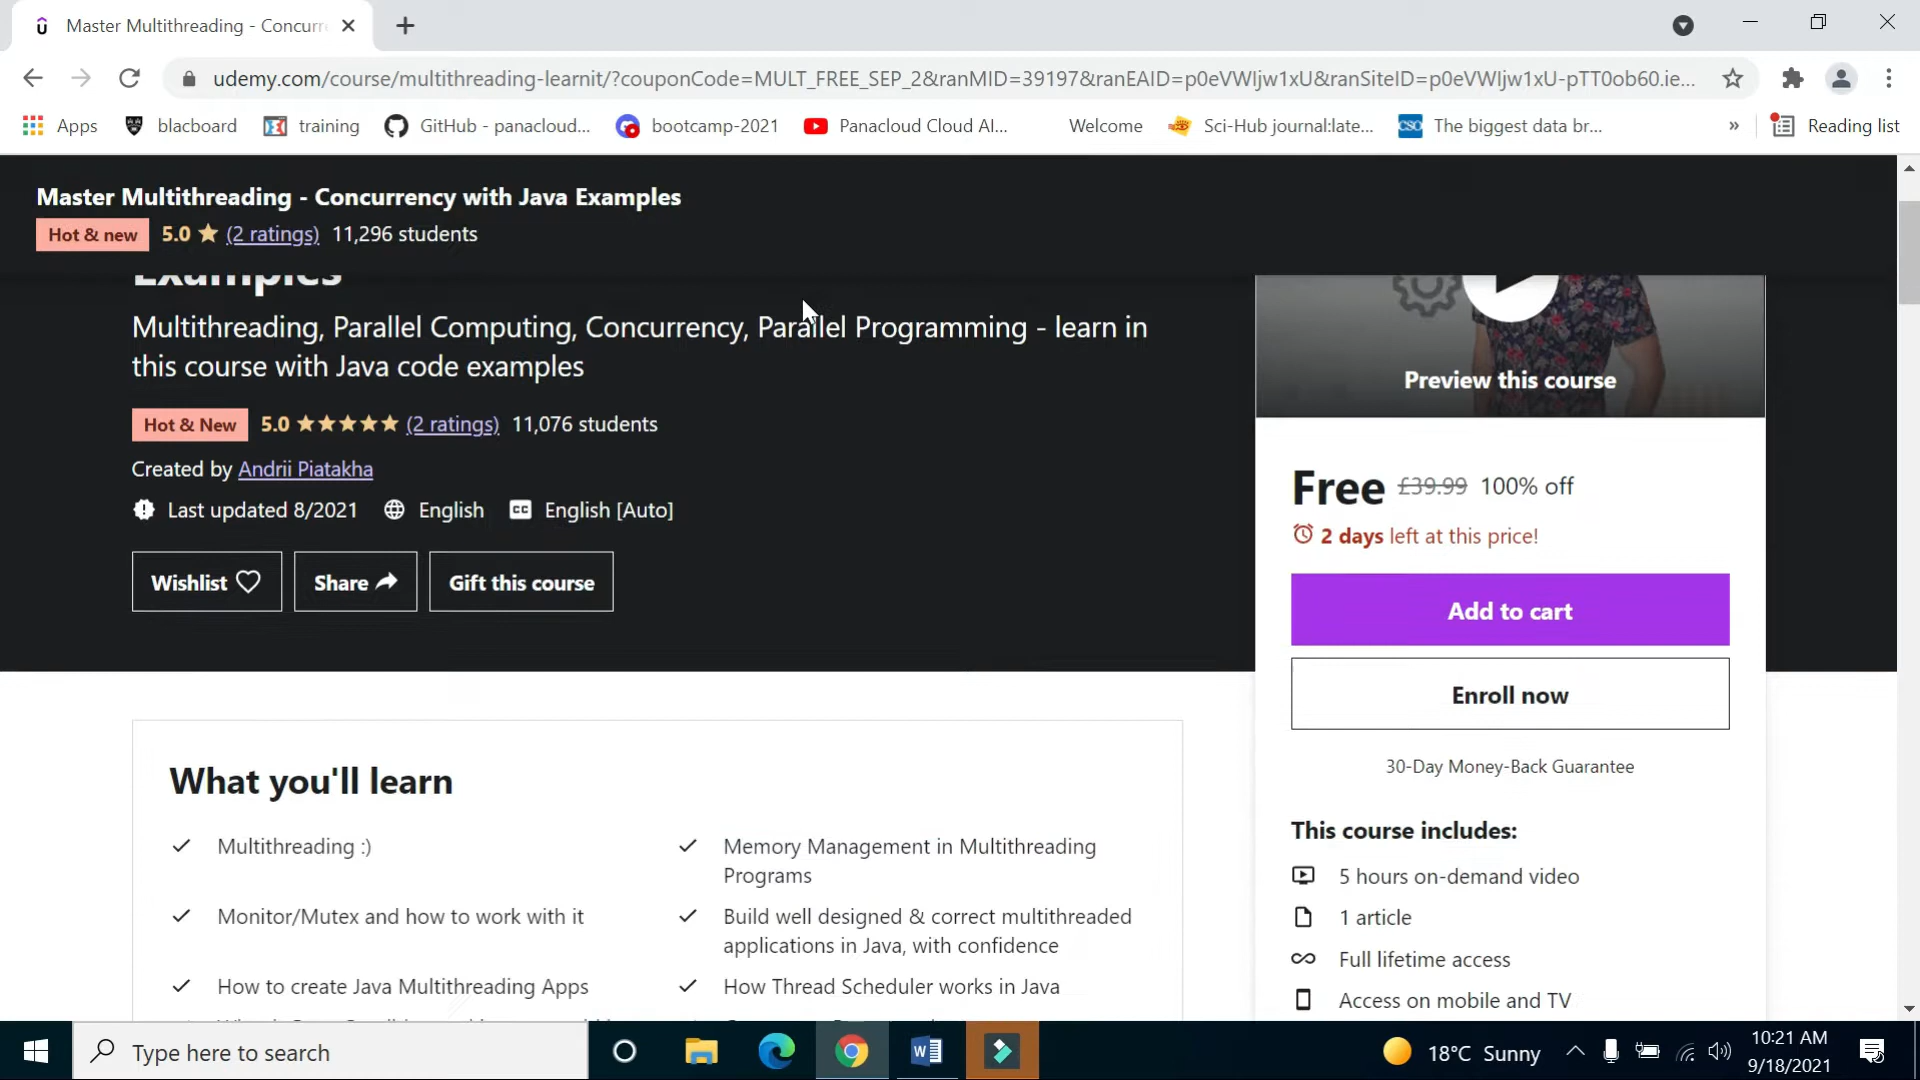 Master Multithreading - Concurre
udemy.com/course/multithreading-learnit/?couponCode=MULT_FREE_SEP_2&ranMID=39197&ranEAID=p0eVWIjw1xU&ranSiteID=p0eVWIjw1xU-pTT0ob60.ie...
Apps blacboard training GitHub - panacloud... bootcamp-2021 Panacloud Cloud AI... Welcome Sci-Hub journal:late... CSO The biggest data br... » Reading list
Master Multithreading - Concurrency with Java Examples
Hot & new 5.0 (2 ratings) 11,296 students
Examples
Multithreading, Parallel Computing, Concurrency, Parallel Programming - learn in
this course with Java code examples
Hot & New 5.0 (2 ratings) 11,076 students
Created by Andrii Piatakha
Last updated 8/2021 English CC English [Auto]
Wishlist Share Gift this course
Preview this course
Free £39.99 100% off
2 days left at this price!
Add to cart
Enroll now
30-Day Money-Back Guarantee
This course includes:
5 hours on-demand video
1 article
Full lifetime access
Access on mobile and TV
What you'll learn
Multithreading :)
Memory Management in Multithreading
Programs
Monitor/Mutex and how to work with it
Build well designed & correct multithreaded
applications in Java, with confidence
How to create Java Multithreading Apps
How Thread Scheduler works in Java
Type here to search
18°C Sunny
10:21 AM
9/18/2021